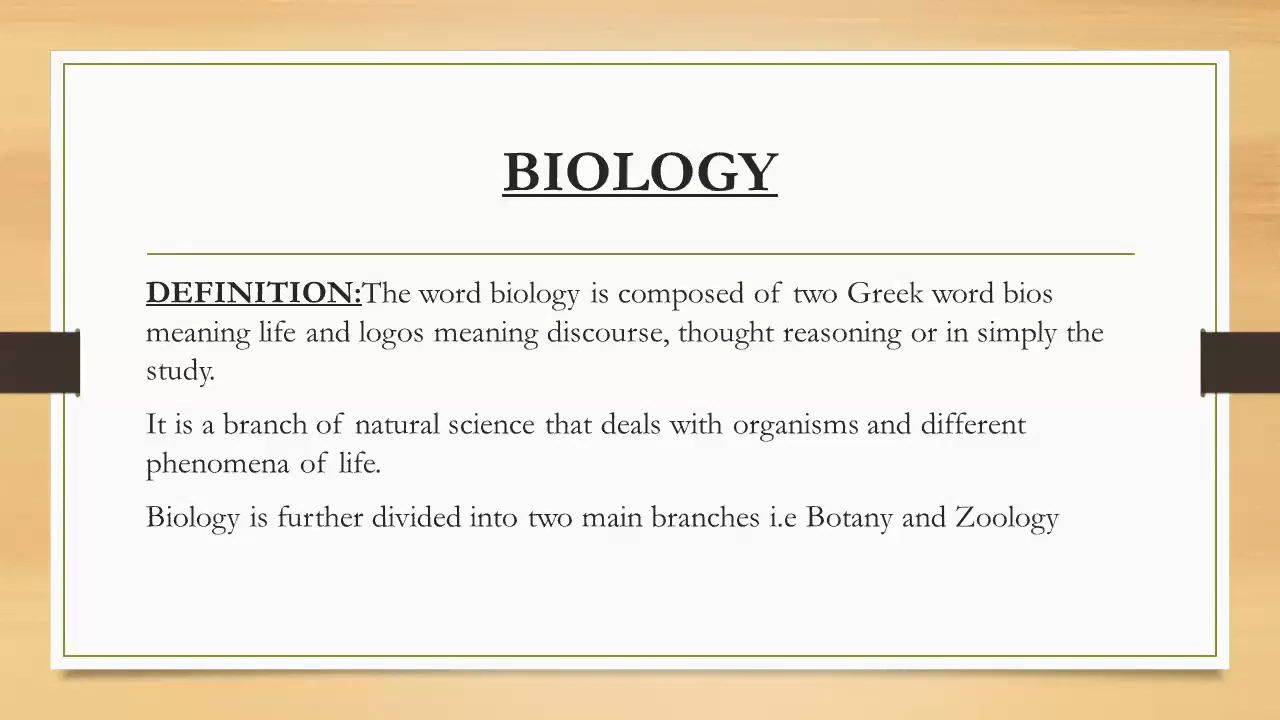 BIOLOGY
DEFINITION:The word biology is composed of two Greek word bios
meaning life and logos meaning discourse, thought reasoning or in simply the
study.
It is a branch of natural science that deals with organisms and different
phenomena of life.
Biology is further divided into two main branches i.e Botany and Zoology